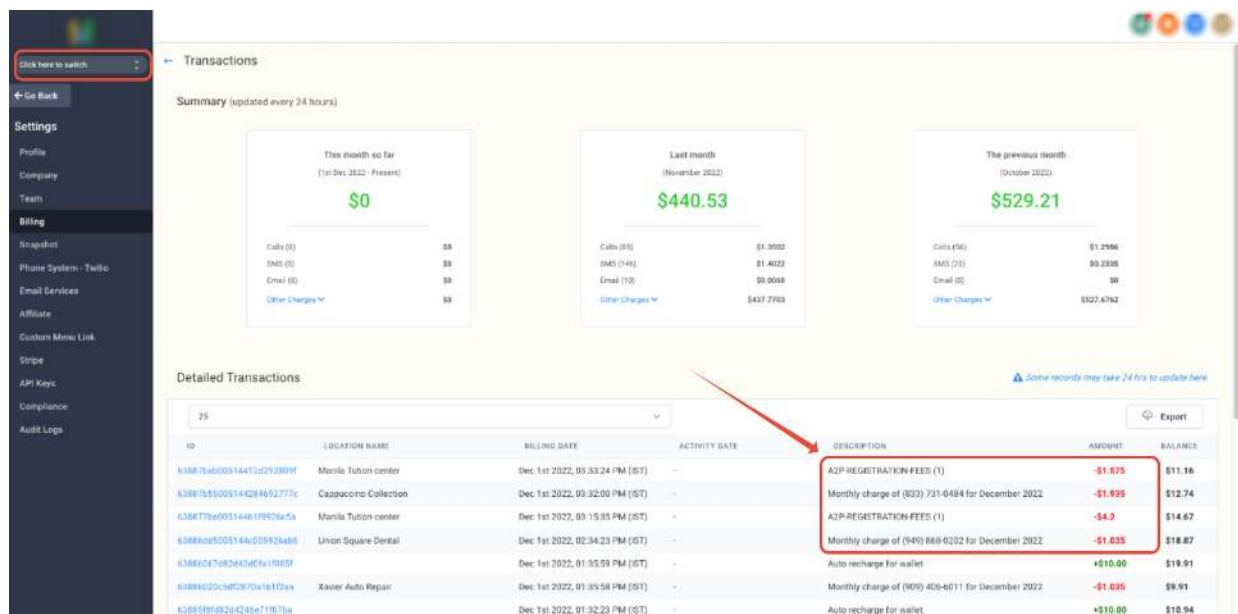 Click here to switch
← Transactions
← Go Back
Summary (updated every 24 hours)
Settings
Profile
Company
Team
Billing
Snapshot
Phone System - Twilio
Email Services
Affiliate
Custom Menu Link
Stripe
API Keys
Compliance
Audit Logs
This month so far
(1st Dec 2022 - Present)
$0
Calls (0) $0
SMS (0) $0
Email (0) $0
Other Charges $0
Last month
(November 2022)
$440.53
Calls (85) $1.3502
SMS (146) $1.4022
Email (10) $0.0068
Other Charges $437.7703
The previous month
(October 2022)
$529.21
Calls (56) $1.2986
SMS (20) $0.2335
Email (0) $0
Other Charges $527.6762
Detailed Transactions
Some records may take 24 hrs to update here.
25
Export
ID LOCATION NAME BILLING DATE ACTIVITY DATE DESCRIPTION AMOUNT BALANCE
Manila Tution center Dec 1st 2022, 03:33:24 PM (IST) - A2P-REGISTRATION-FEES (1) -$1.575 $11.16
Cappuccino Collection Dec 1st 2022, 03:32:00 PM (IST) - Monthly charge of (833) 731-0484 for December 2022 -$1.935 $12.74
Manila Tution center Dec 1st 2022, 03:15:35 PM (IST) - A2P-REGISTRATION-FEES (1) -$4.2 $14.67
Union Square Dental Dec 1st 2022, 02:34:23 PM (IST) - Monthly charge of (949) 868-0202 for December 2022 -$1.035 $18.87
Dec 1st 2022, 01:35:59 PM (IST) - Auto recharge for wallet +$10.00 $19.91
Xavier Auto Repair Dec 1st 2022, 01:35:58 PM (IST) - Monthly charge of (909) 406-6011 for December 2022 -$1.035 $9.91
Dec 1st 2022, 01:32:23 PM (IST) - Auto recharge for wallet +$10.00 $10.94